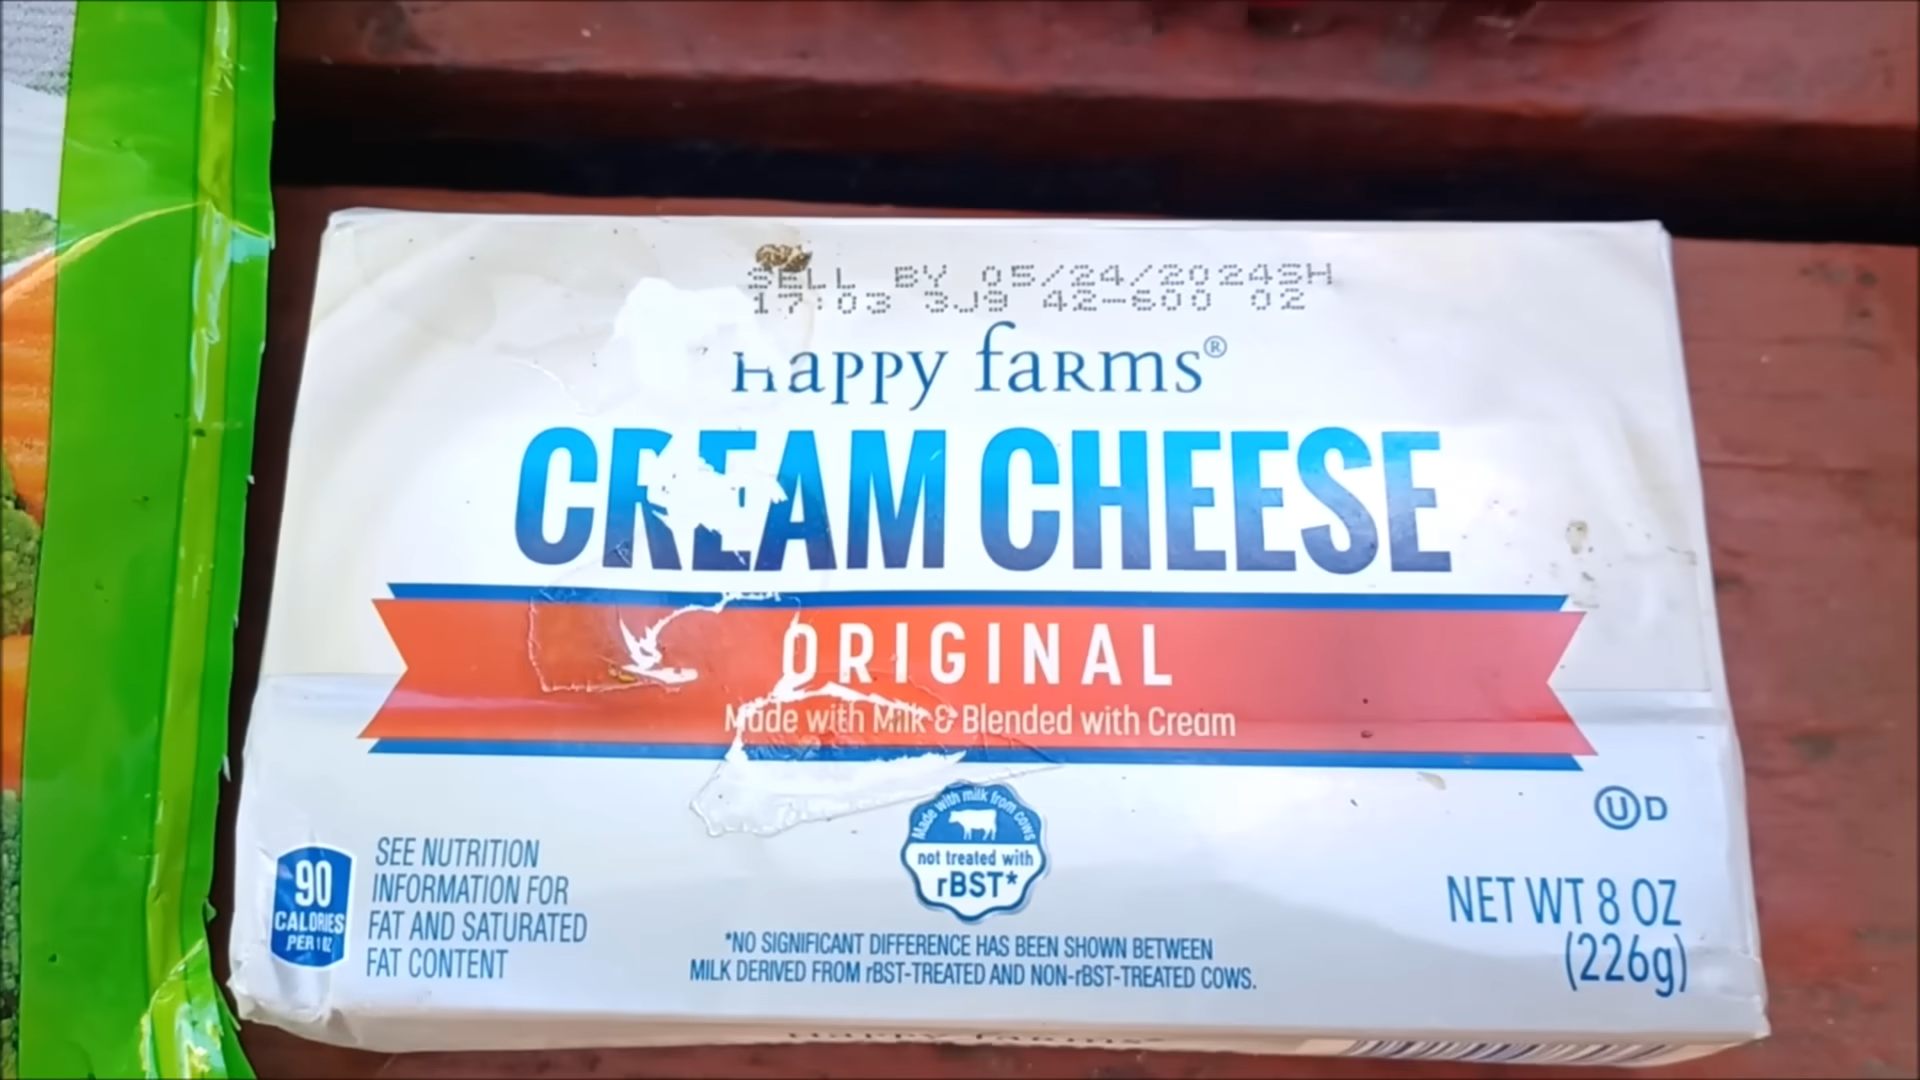 SELL BY 05/24/2024SH
17:03 3J9 42-600 02
Happy farms®
CREAM CHEESE
ORIGINAL
Made with Milk & Blended with Cream
Made with milk from cows
not treated with
rBST*
U D
90
CALORIES
PER 1 OZ
SEE NUTRITION
INFORMATION FOR
FAT AND SATURATED
FAT CONTENT
*NO SIGNIFICANT DIFFERENCE HAS BEEN SHOWN BETWEEN
MILK DERIVED FROM rBST-TREATED AND NON-rBST-TREATED COWS.
NET WT 8 OZ
(226g)